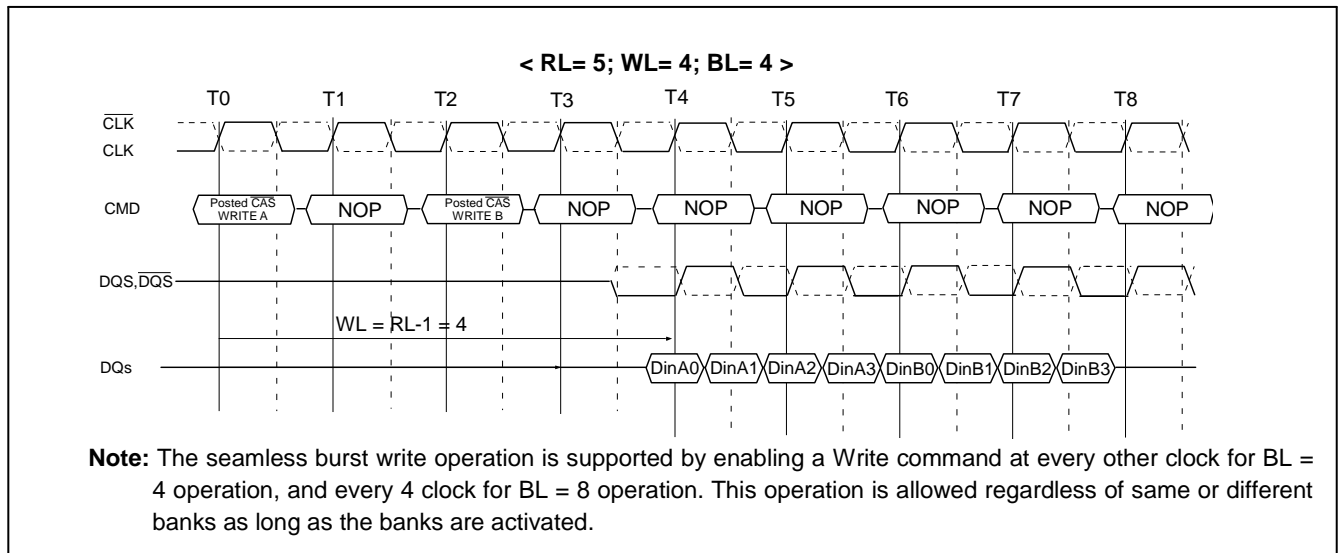 < RL= 5; WL= 4; BL= 4 >
T0 T1 T2 T3 T4 T5 T6 T7 T8
CLK
CLK
CMD
Posted CAS WRITE A NOP Posted CAS WRITE B NOP NOP NOP NOP NOP NOP
DQS,DQS
WL = RL-1 = 4
DQs DinA0 DinA1 DinA2 DinA3 DinB0 DinB1 DinB2 DinB3
Note: The seamless burst write operation is supported by enabling a Write command at every other clock for BL =
4 operation, and every 4 clock for BL = 8 operation. This operation is allowed regardless of same or different
banks as long as the banks are activated.